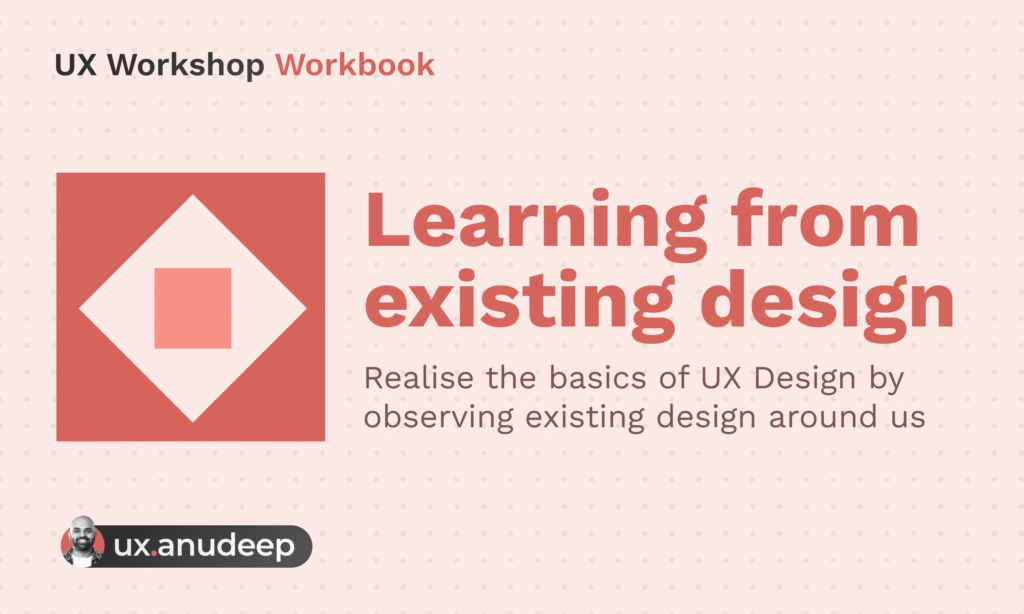 UX Workshop Workbook
Learning from
existing design
Realise the basics of UX Design by
observing existing design around us
ux.anudeep